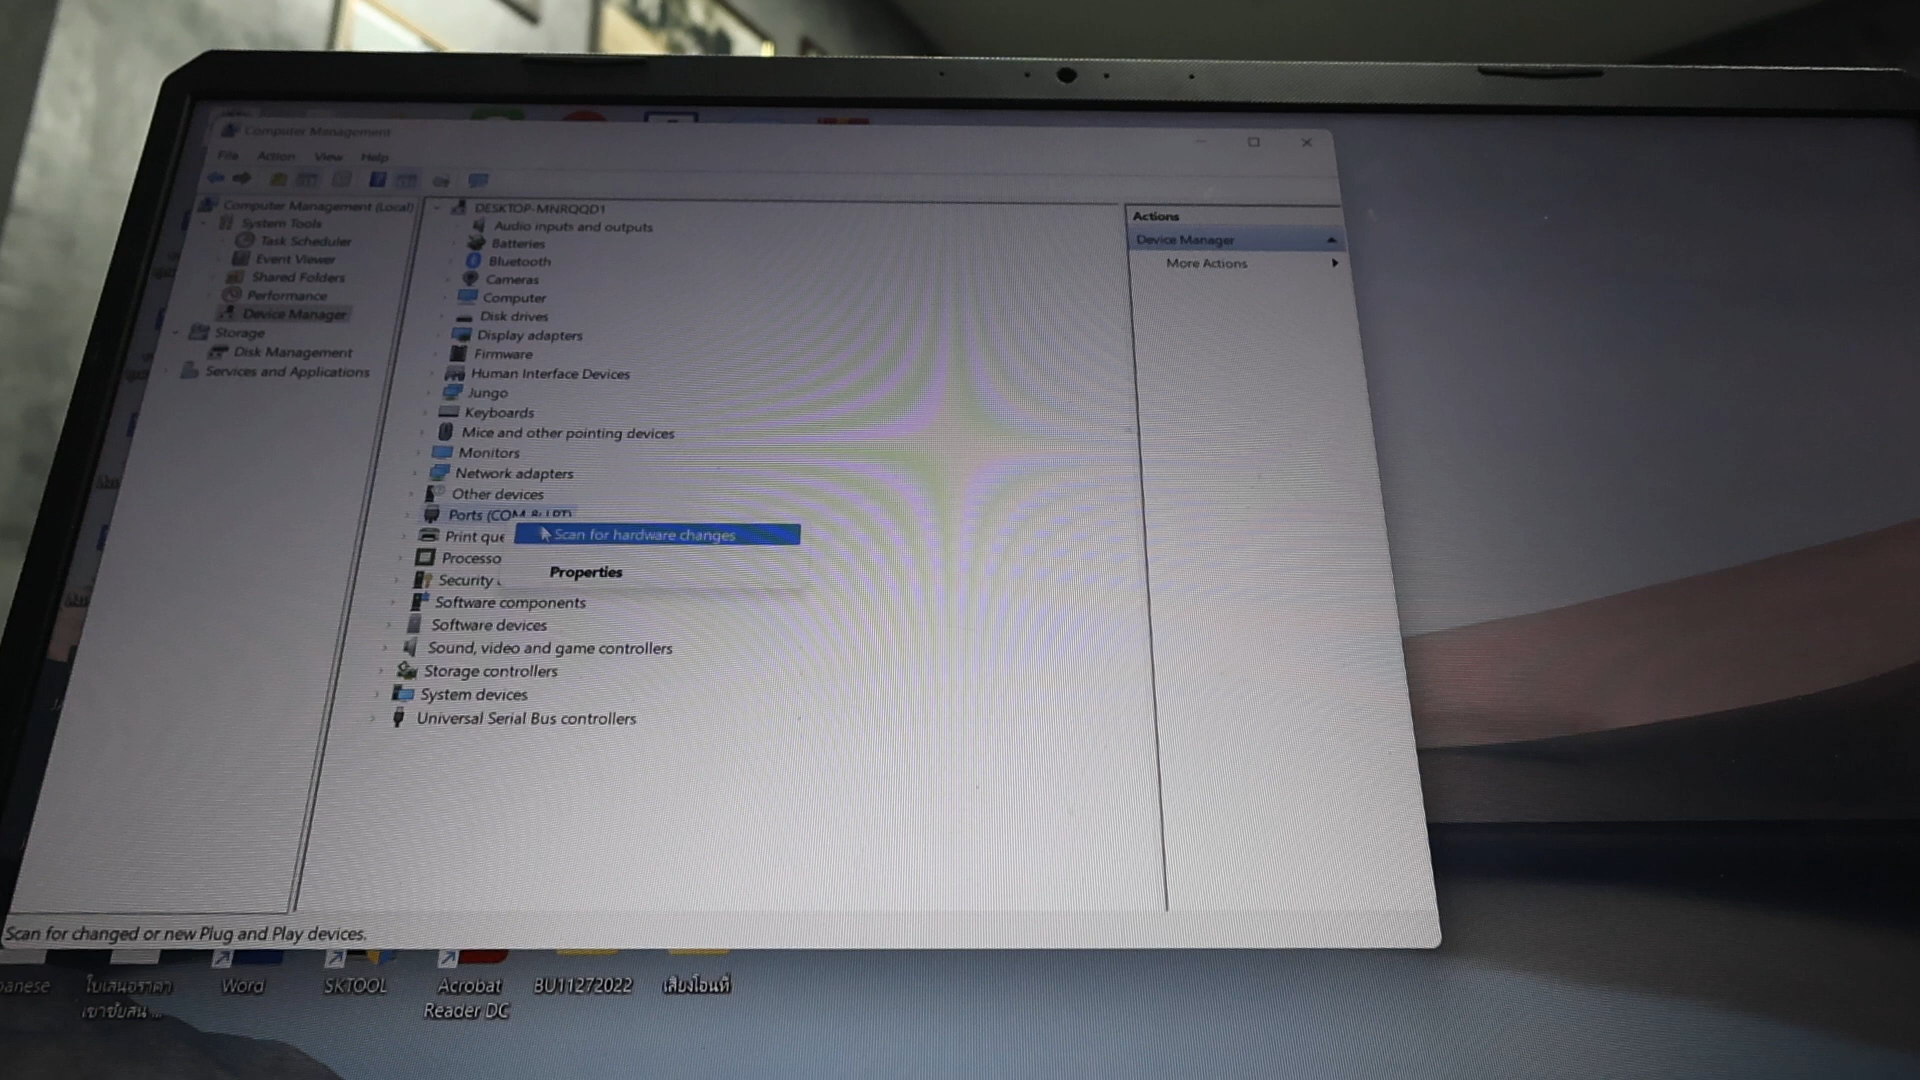 Computer Management
File Action View Help
Computer Management (Local)
System Tools
Task Scheduler
Event Viewer
Shared Folders
Performance
Device Manager
Storage
Disk Management
Services and Applications
DESKTOP-MNRQQD1
Audio inputs and outputs
Batteries
Bluetooth
Cameras
Computer
Disk drives
Display adapters
Firmware
Human Interface Devices
Jungo
Keyboards
Mice and other pointing devices
Monitors
Network adapters
Other devices
Ports (COM & LPT)
Print que
Processo
Security
Software components
Software devices
Sound, video and game controllers
Storage controllers
System devices
Universal Serial Bus controllers
Scan for hardware changes
Properties
Actions
Device Manager
More Actions
Scan for changed or new Plug and Play devices.
anese
ใบเสนอราคา
เขาชัยสน ...
Word
SKTOOL
Acrobat
Reader DC
BU11272022
เสียงโอนที่